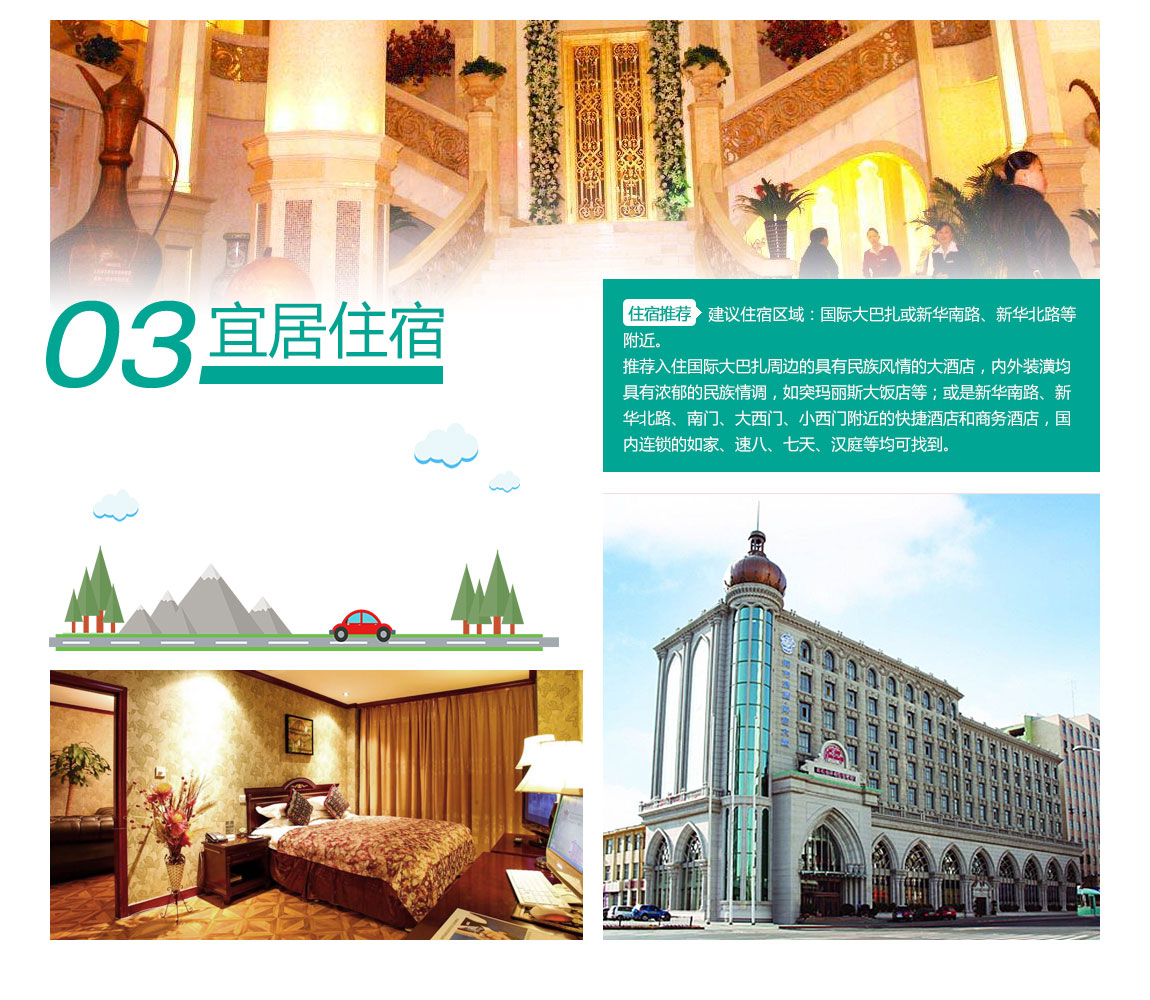 03 宜居住宿
住宿推荐 建议住宿区域：国际大巴扎或新华南路、新华北路等
附近。
推荐入住国际大巴扎周边的具有民族风情的大酒店，内外装潢均
具有浓郁的民族情调，如突玛丽斯大饭店等；或是新华南路、新
华北路、南门、大西门、小西门附近的快捷酒店和商务酒店，国
内连锁的如家、速八、七天、汉庭等均可找到。